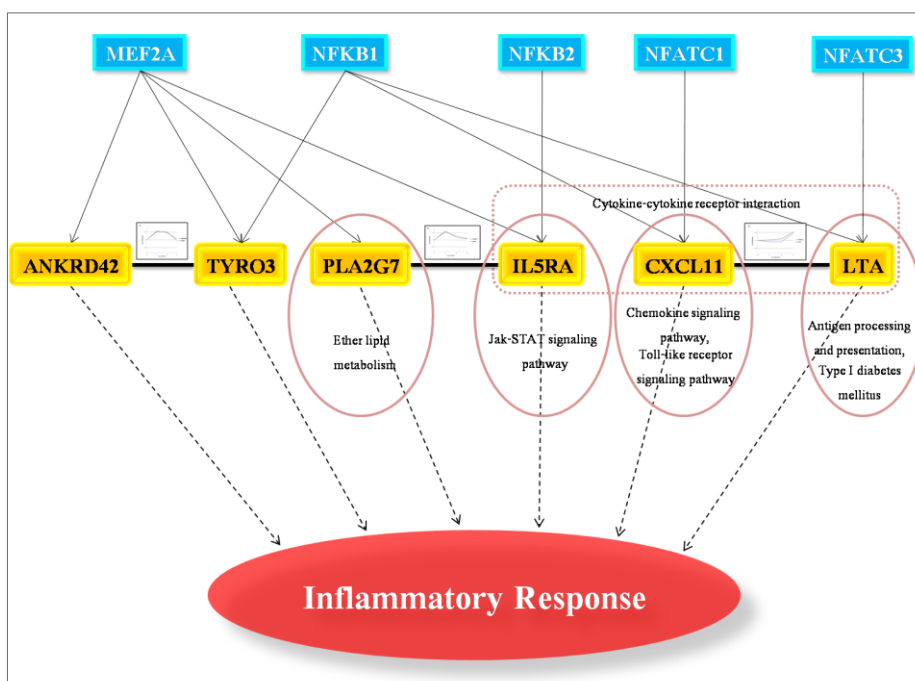 MEF2A
NFKB1
NFKB2
NFATC1
NFATC3
Cytokine-cytokine receptor interaction
ANKRD42
TYRO3
PLA2G7
IL5RA
CXCL11
LTA
Ether lipid
metabolism
Jak-STAT signaling
pathway
Chemokine signaling
pathway,
Toll-like receptor
signaling pathway
Antigen processing
and presentation,
Type I diabetes
mellitus
Inflammatory Response